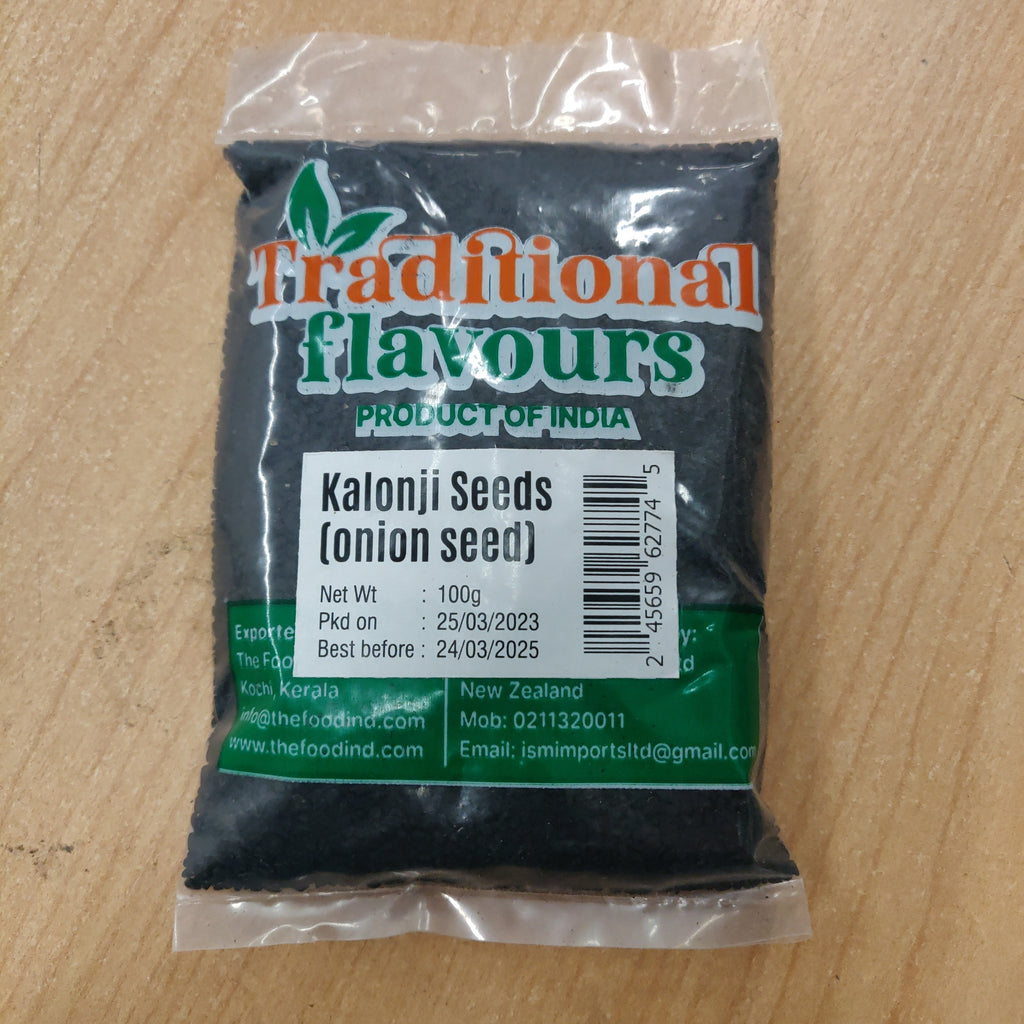 Traditional
flavours
PRODUCT OF INDIA
Kalonji Seeds
(onion seed)
Net Wt : 100g
Pkd on : 25/03/2023
Best before : 24/03/2025
2 45659 62774 5
The
Kochi, Kerala
info@thefoodind.com
www.thefoodind.com
New Zealand
Mob: 0211320011
Email: ismimportsltd@gmail.com